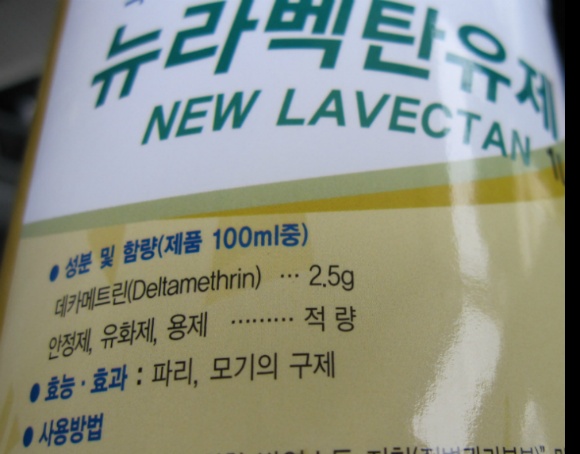 뉴라벡탄유제
NEW LAVECTAN
● 성분 및 함량(제품 100ml중)
데카메트린(Deltamethrin) … 2.5g
안정제, 유화제, 용제 ……… 적 량
● 효능·효과 : 파리, 모기의 구제
● 사용방법